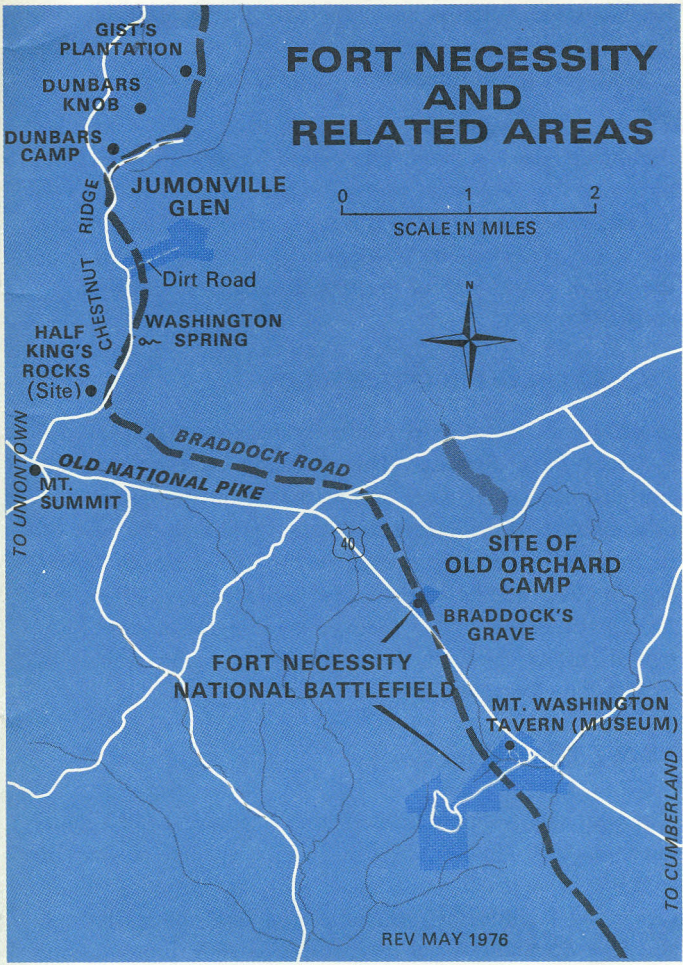 FORT NECESSITY
AND
RELATED AREAS
GIST'S
PLANTATION
DUNBARS
KNOB
DUNBARS
CAMP
JUMONVILLE
GLEN
0 1 2
SCALE IN MILES
CHESTNUT RIDGE
Dirt Road
N
WASHINGTON
SPRING
HALF
KING'S
ROCKS
(Site)
TO UNIONTOWN
BRADDOCK ROAD
OLD NATIONAL PIKE
MT.
SUMMIT
40
SITE OF
OLD ORCHARD
CAMP
BRADDOCK'S
GRAVE
FORT NECESSITY
NATIONAL BATTLEFIELD
MT. WASHINGTON
TAVERN (MUSEUM)
TO CUMBERLAND
REV MAY 1976